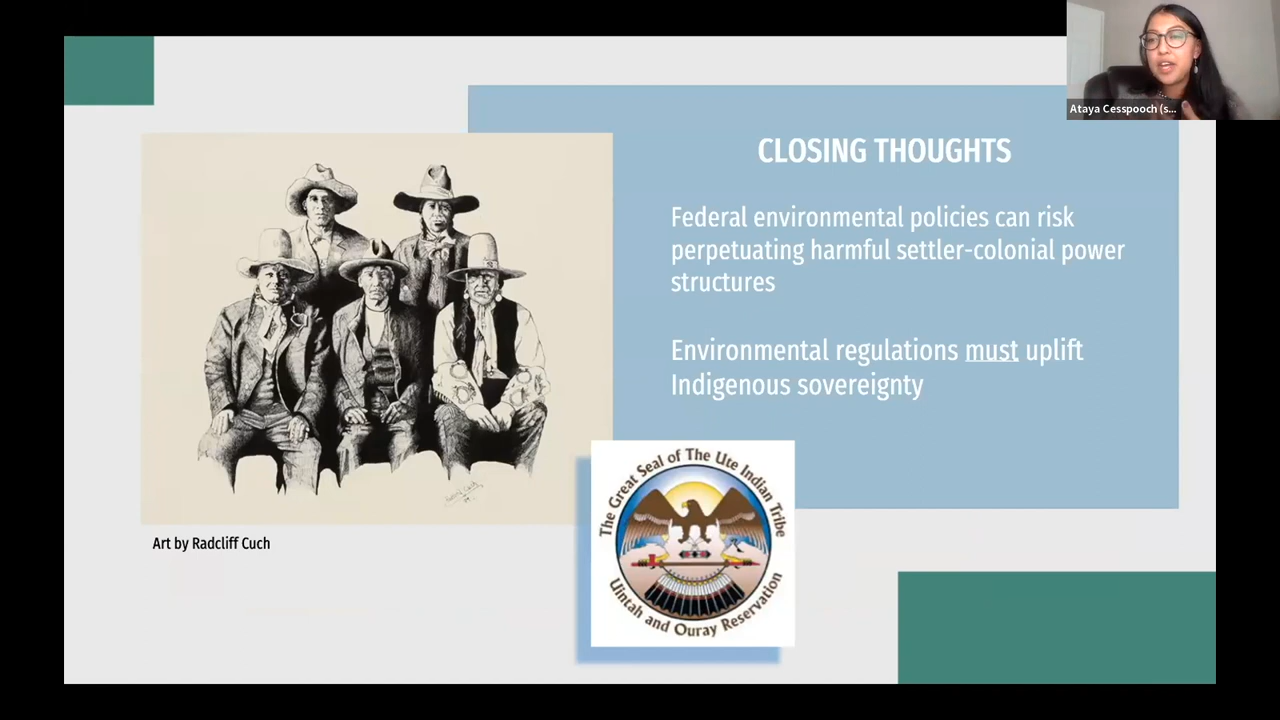 Ataya Cesspooch (s...
CLOSING THOUGHTS
Federal environmental policies can risk
perpetuating harmful settler-colonial power
structures
Environmental regulations must uplift
Indigenous sovereignty
The Great Seal of The Ute Indian Tribe
Uintah and Ouray Reservation
Art by Radcliff Cuch